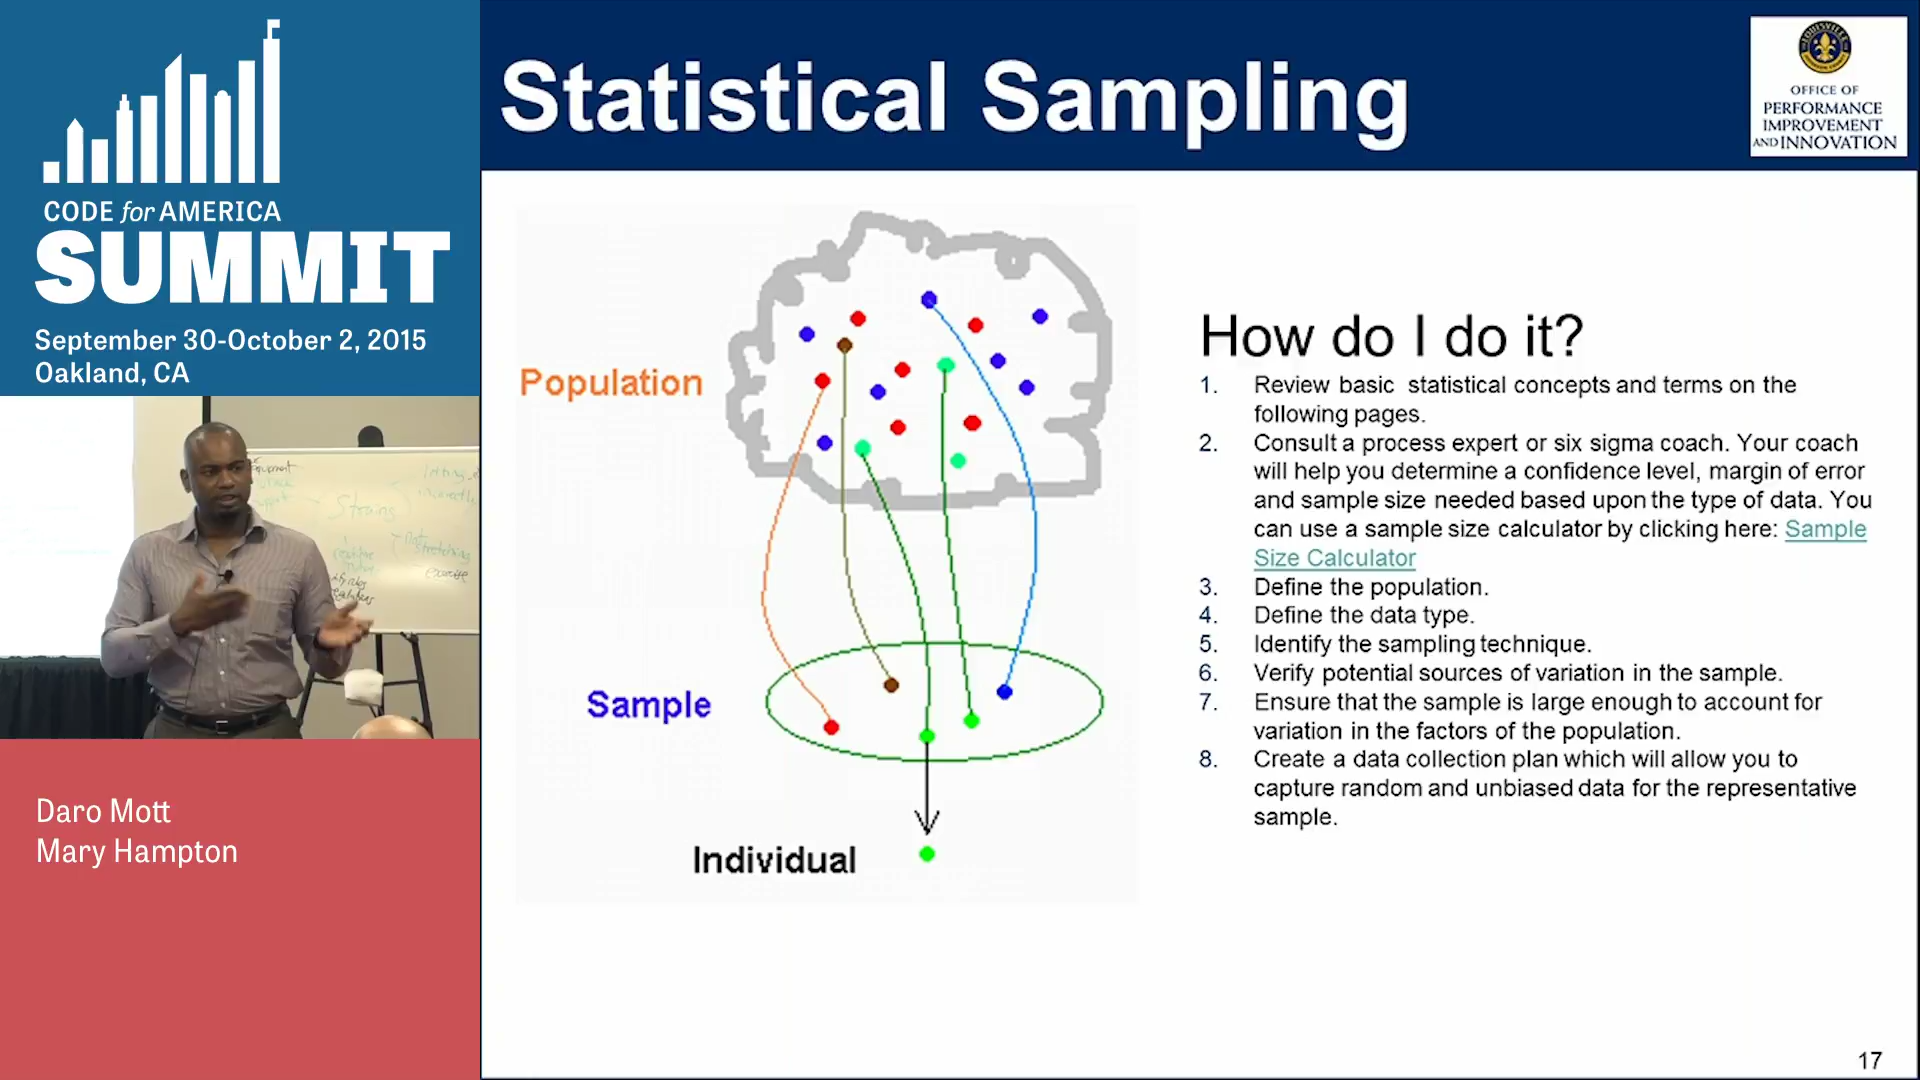 CODE for AMERICA
SUMMIT
September 30-October 2, 2015
Oakland, CA
Daro Mott
Mary Hampton
Statistical Sampling
OFFICE OF
PERFORMANCE
IMPROVEMENT
AND INNOVATION
Population
Sample
Individual
How do I do it?
1. Review basic statistical concepts and terms on the
following pages.
2. Consult a process expert or six sigma coach. Your coach
will help you determine a confidence level, margin of error
and sample size needed based upon the type of data. You
can use a sample size calculator by clicking here: Sample
Size Calculator
3. Define the population.
4. Define the data type.
5. Identify the sampling technique.
6. Verify potential sources of variation in the sample.
7. Ensure that the sample is large enough to account for
variation in the factors of the population.
8. Create a data collection plan which will allow you to
capture random and unbiased data for the representative
sample.
17